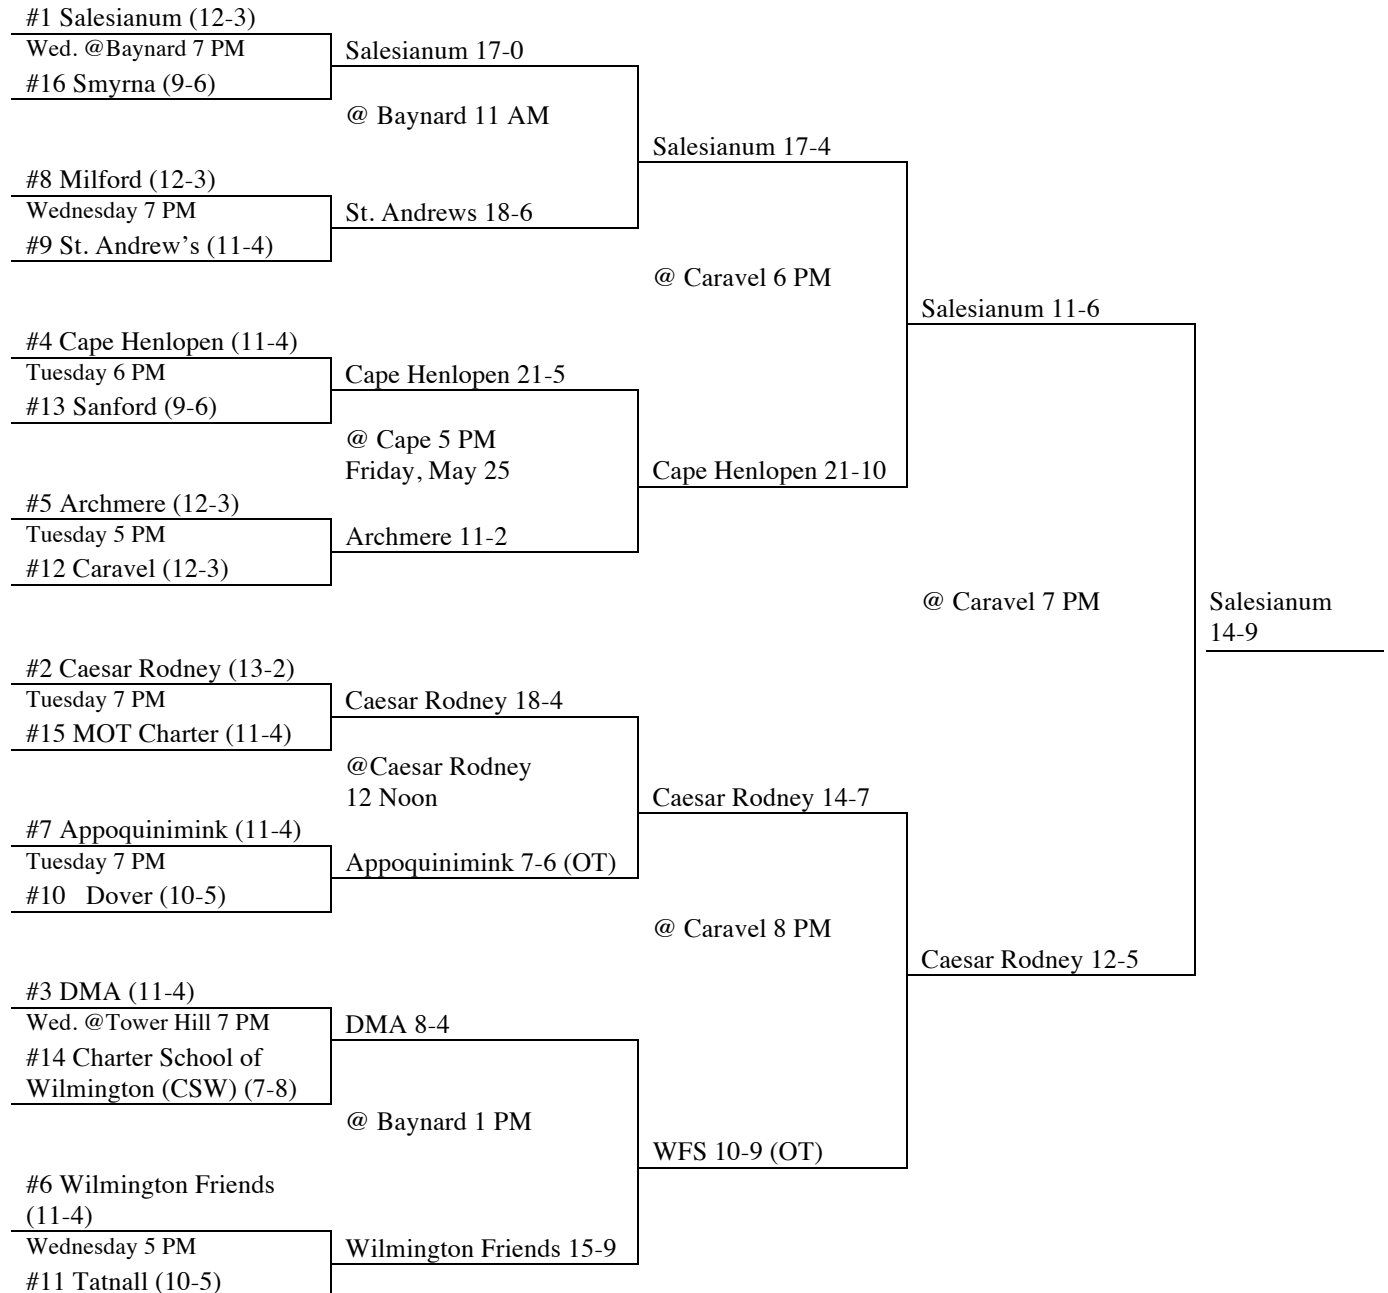 #1 Salesianum (12-3)
Wed. @Baynard 7 PM
#16 Smyrna (9-6)
Salesianum 17-0
@ Baynard 11 AM
#8 Milford (12-3)
Wednesday 7 PM
#9 St. Andrew’s (11-4)
St. Andrews 18-6
Salesianum 17-4
@ Caravel 6 PM
#4 Cape Henlopen (11-4)
Tuesday 6 PM
#13 Sanford (9-6)
Cape Henlopen 21-5
@ Cape 5 PM
Friday, May 25
#5 Archmere (12-3)
Tuesday 5 PM
#12 Caravel (12-3)
Archmere 11-2
Cape Henlopen 21-10
Salesianum 11-6
@ Caravel 7 PM
Salesianum
14-9
#2 Caesar Rodney (13-2)
Tuesday 7 PM
#15 MOT Charter (11-4)
Caesar Rodney 18-4
@Caesar Rodney
12 Noon
#7 Appoquinimink (11-4)
Tuesday 7 PM
#10   Dover (10-5)
Appoquinimink 7-6 (OT)
Caesar Rodney 14-7
@ Caravel 8 PM
Caesar Rodney 12-5
#3 DMA (11-4)
Wed. @Tower Hill 7 PM
#14 Charter School of
Wilmington (CSW) (7-8)
DMA 8-4
@ Baynard 1 PM
WFS 10-9 (OT)
#6 Wilmington Friends
(11-4)
Wednesday 5 PM
#11 Tatnall (10-5)
Wilmington Friends 15-9